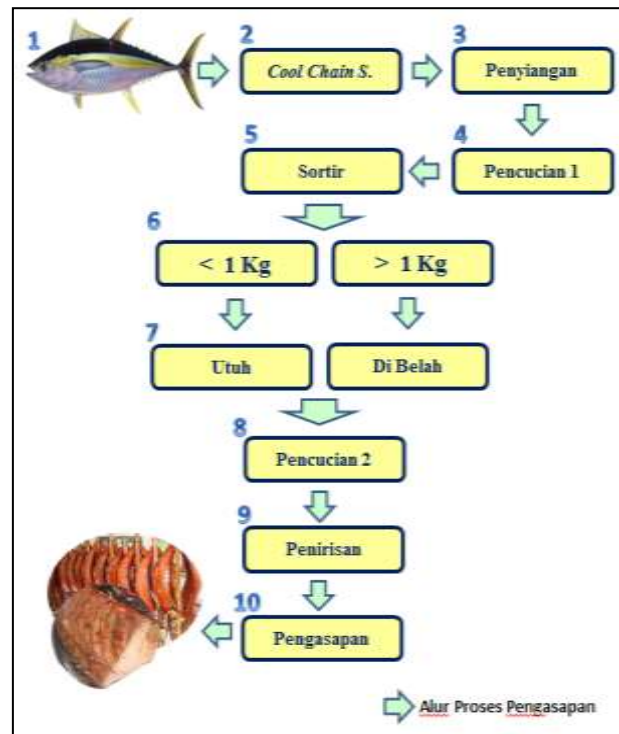 1
2
Cool Chain S.
3
Penyiangan
4
Pencucian 1
5
Sortir
6
< 1 Kg
> 1 Kg
7
Utuh
Di Belah
8
Pencucian 2
9
Penirisan
10
Pengasapan
Alur Proses Pengasapan